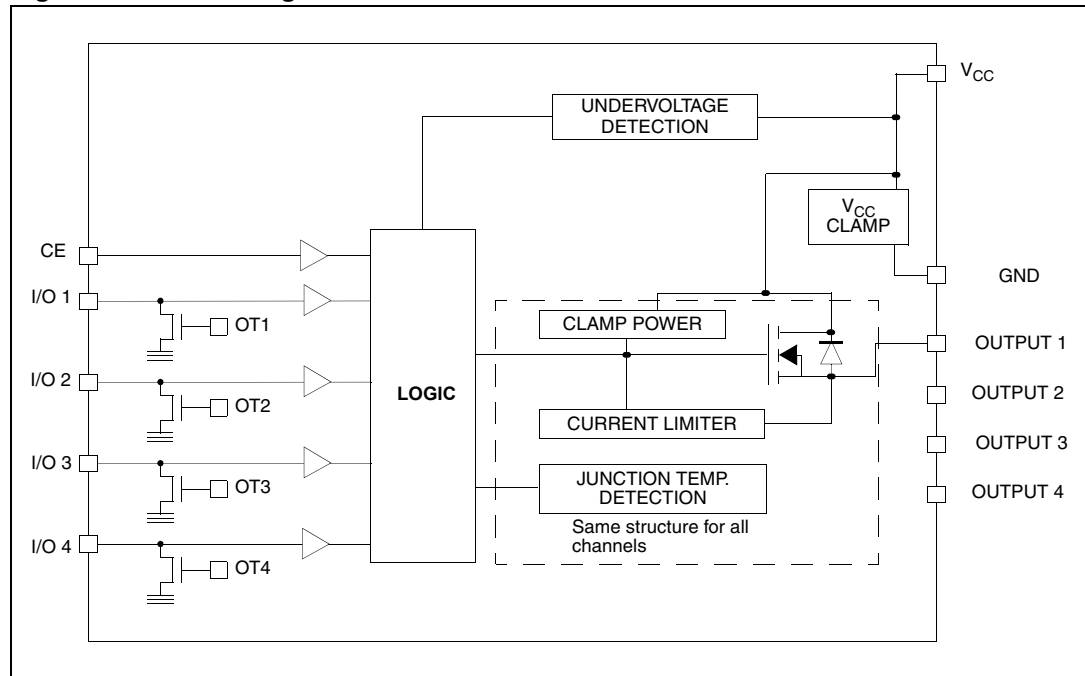 VCC
UNDERVOLTAGE
DETECTION
VCC
CLAMP
CE
GND
I/O 1
OT1
CLAMP POWER
OUTPUT 1
I/O 2
OT2
LOGIC
OUTPUT 2
CURRENT LIMITER
OUTPUT 3
I/O 3
OT3
JUNCTION TEMP.
DETECTION
OUTPUT 4
Same structure for all
channels
I/O 4
OT4